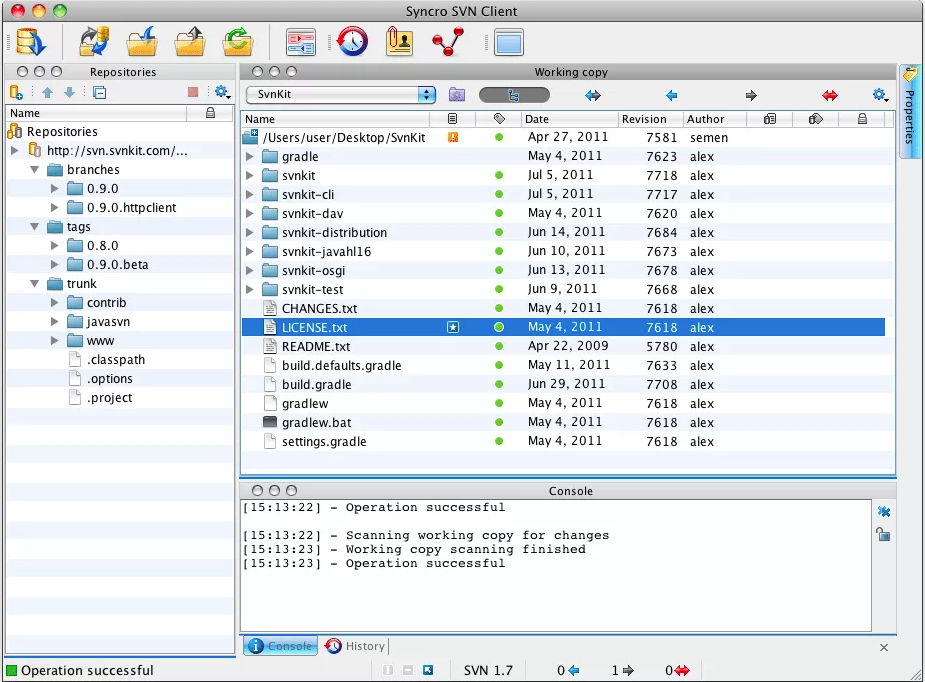 Syncro SVN Client
Repositories
Name
Repositories
http://svn.svnkit.com/...
branches
0.9.0
0.9.0.httpclient
tags
0.8.0
0.9.0.beta
trunk
contrib
javasvn
www
.classpath
.options
.project
Working copy
SvnKit
Name Date Revision Author
/Users/user/Desktop/SvnKit Apr 27, 2011 7581 semen
gradle May 4, 2011 7623 alex
svnkit Jul 5, 2011 7718 alex
svnkit-cli Jul 5, 2011 7717 alex
svnkit-dav May 4, 2011 7620 alex
svnkit-distribution Jun 14, 2011 7684 alex
svnkit-javahl16 Jun 10, 2011 7673 alex
svnkit-osgi Jun 13, 2011 7678 alex
svnkit-test Jun 9, 2011 7668 alex
CHANGES.txt May 4, 2011 7618 alex
LICENSE.txt May 4, 2011 7618 alex
README.txt Apr 22, 2009 5780 alex
build.defaults.gradle May 11, 2011 7633 alex
build.gradle Jun 29, 2011 7708 alex
gradlew May 4, 2011 7618 alex
gradlew.bat May 4, 2011 7618 alex
settings.gradle May 4, 2011 7618 alex
Properties
Console
[15:13:22] - Operation successful
[15:13:22] - Scanning working copy for changes
[15:13:23] - Working copy scanning finished
[15:13:23] - Operation successful
Console History
Operation successful SVN 1.7 0 1 0